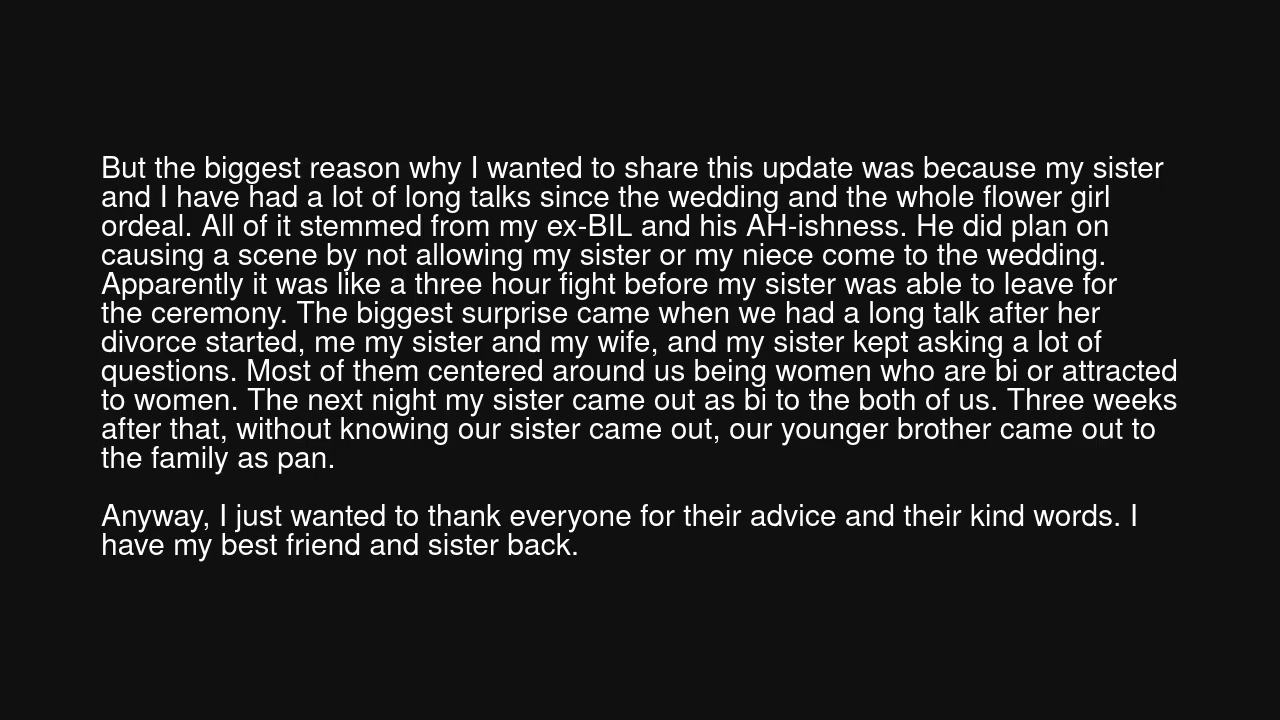 But the biggest reason why I wanted to share this update was because my sister
and I have had a lot of long talks since the wedding and the whole flower girl
ordeal. All of it stemmed from my ex-BIL and his AH-ishness. He did plan on
causing a scene by not allowing my sister or my niece come to the wedding.
Apparently it was like a three hour fight before my sister was able to leave for
the ceremony. The biggest surprise came when we had a long talk after her
divorce started, me my sister and my wife, and my sister kept asking a lot of
questions. Most of them centered around us being women who are bi or attracted
to women. The next night my sister came out as bi to the both of us. Three weeks
after that, without knowing our sister came out, our younger brother came out to
the family as pan.

Anyway, I just wanted to thank everyone for their advice and their kind words. I
have my best friend and sister back.